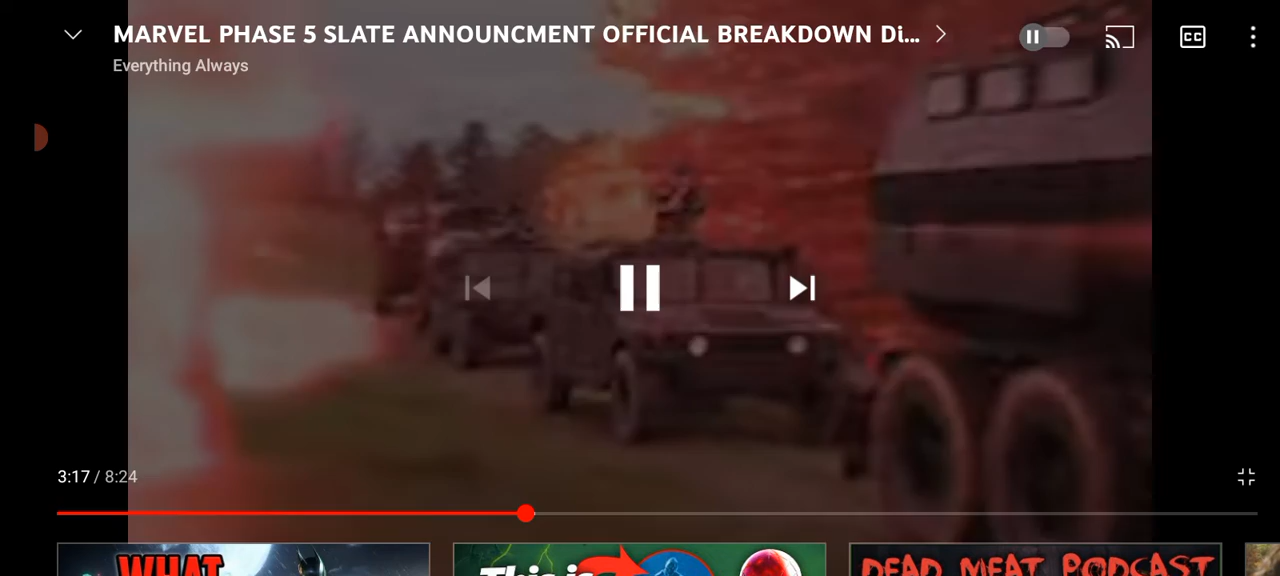 MARVEL PHASE 5 SLATE ANNOUNCMENT OFFICIAL BREAKDOWN Di...
Everything Always
CC
3:17 / 8:24
WHAT
This is
DEAD MEAT PODCAST